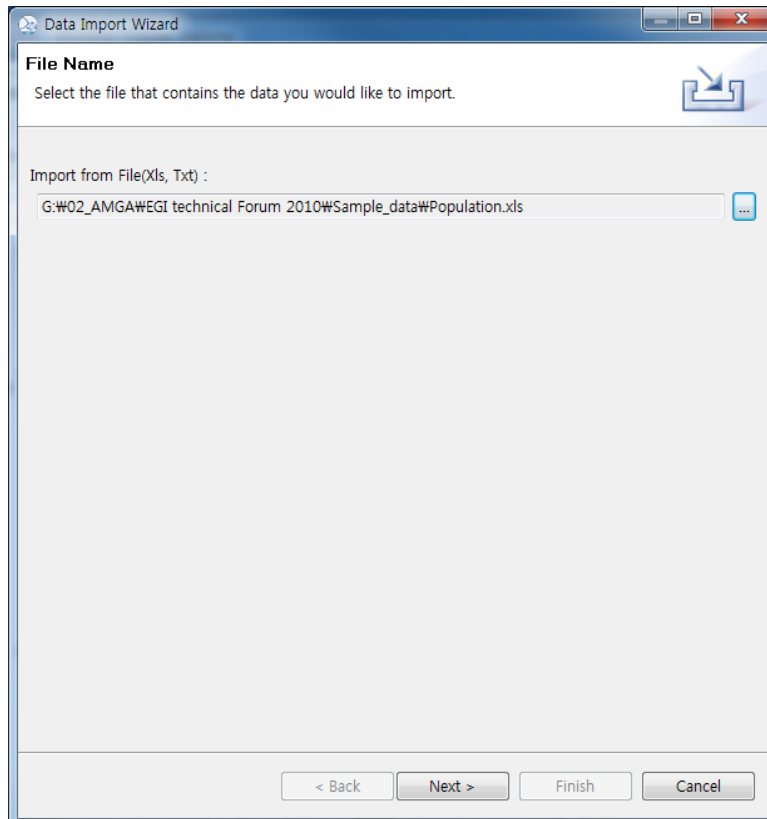 Data Import Wizard
File Name
Select the file that contains the data you would like to import.
Import from File(Xls, Txt) :
G:₩02_AMGA₩EGI technical Forum 2010₩Sample_data₩Population.xls
...
< Back Next > Finish Cancel